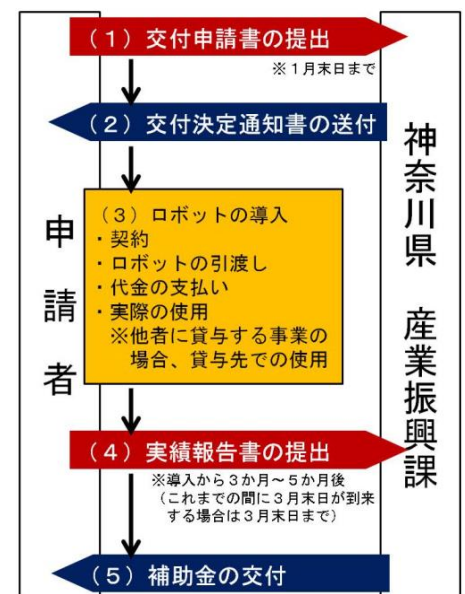 （１）交付申請書の提出
※１月末日まで
（２）交付決定通知書の送付
申請者
神奈川県　産業振興課
（３）ロボットの導入
・契約
・ロボットの引渡し
・代金の支払い
・実際の使用
※他者に貸与する事業の
場合、貸与先での使用
（４）実績報告書の提出
※導入から３か月～５か月後
（これまでの間に３月末日が到来
する場合は３月末日まで）
（５）補助金の交付